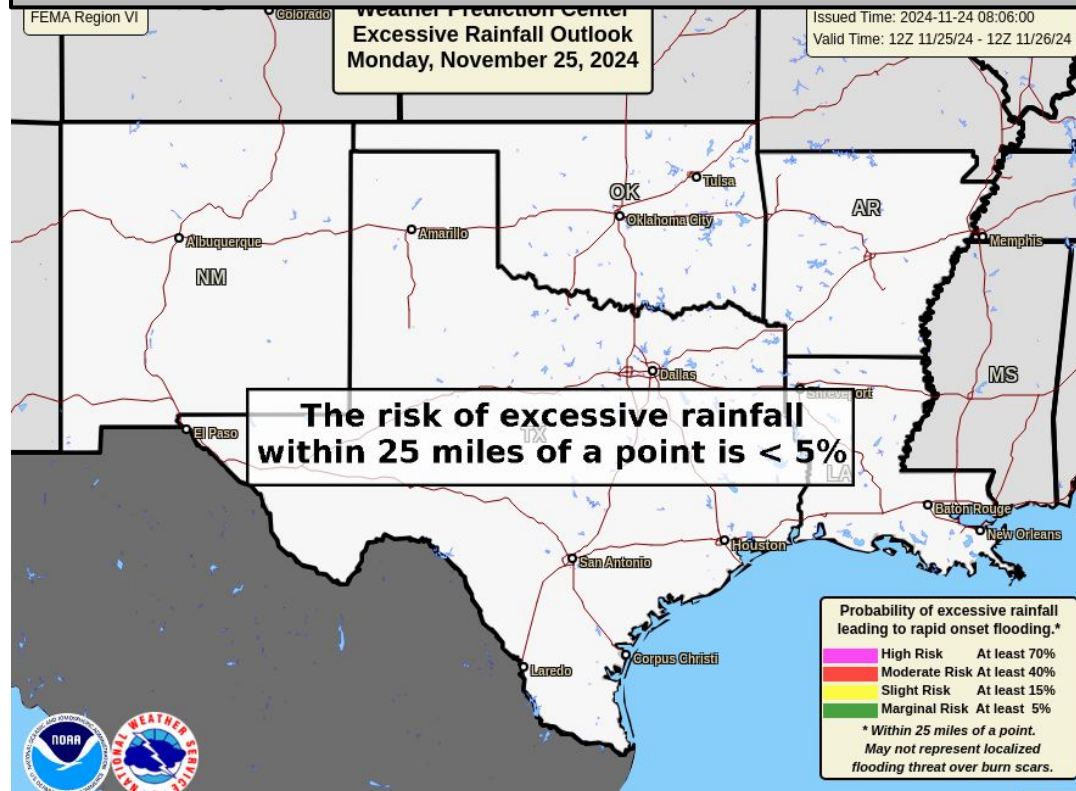 FEMA Region VI
Weather Prediction Center
Excessive Rainfall Outlook
Monday, November 25, 2024
Issued Time: 2024-11-24 08:06:00
Valid Time: 12Z 11/25/24 - 12Z 11/26/24
Colorado
Tulsa
OK
Oklahoma City
AR
Amarillo
Albuquerque
Memphis
NM
Dallas
MS
Shreveport
The risk of excessive rainfall
within 25 miles of a point is < 5%
El Paso
TX
LA
Baton Rouge
New Orleans
Houston
San Antonio
Corpus Christi
Laredo
Probability of excessive rainfall
leading to rapid onset flooding.*
High Risk At least 70%
Moderate Risk At least 40%
Slight Risk At least 15%
Marginal Risk At least 5%
* Within 25 miles of a point.
May not represent localized
flooding threat over burn scars.
NOAA
NATIONAL WEATHER SERVICE